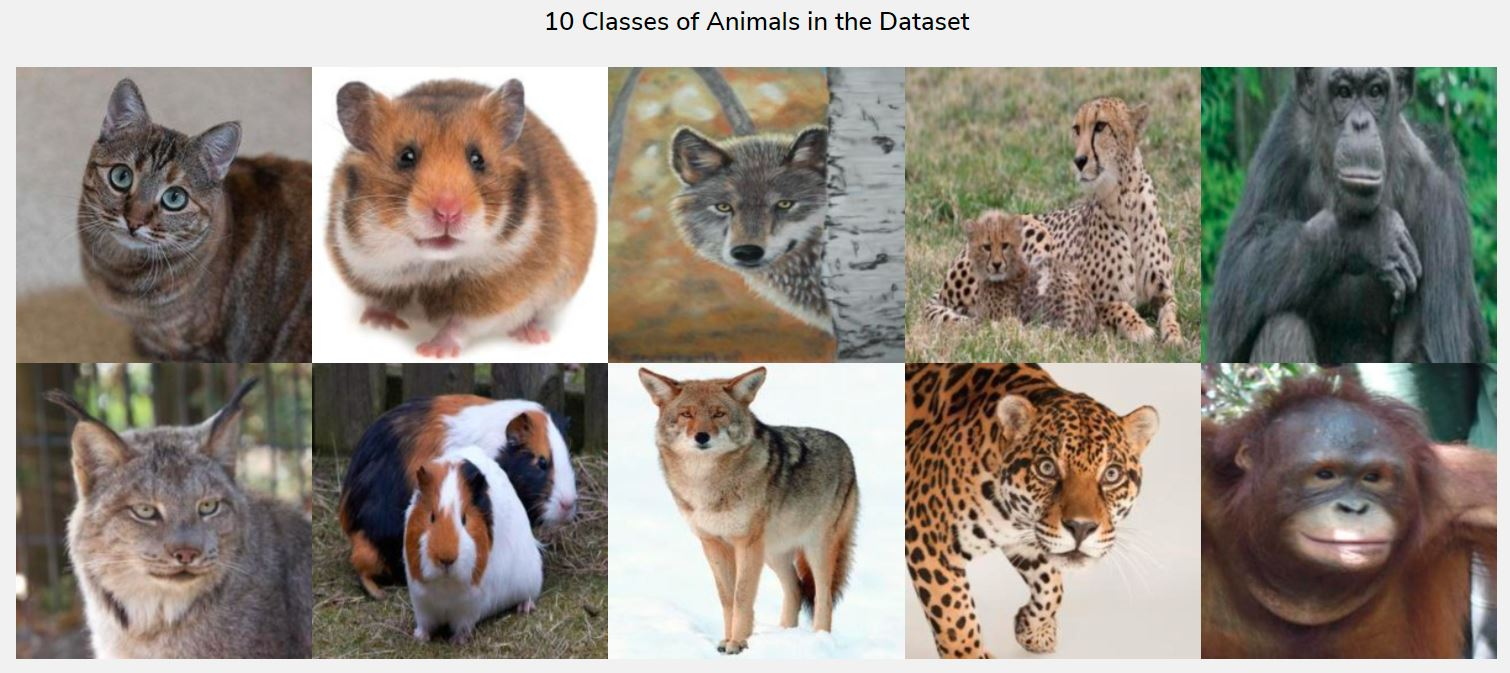 10 Classes of Animals in the Dataset